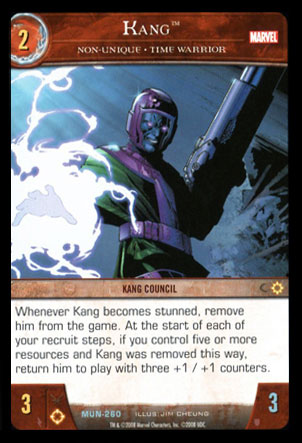 2
KANG™
NON-UNIQUE • TIME WARRIOR
MARVEL
KANG COUNCIL
C
Whenever Kang becomes stunned, remove
him from the game. At the start of each of
your recruit steps, if you control five or more
resources and Kang was removed this way,
return him to play with three +1 / +1 counters.
3
MUN-260 ILLUS: JIM CHEUNG
3
TM & ©2008 Marvel Characters, Inc. ©2008 UDC.